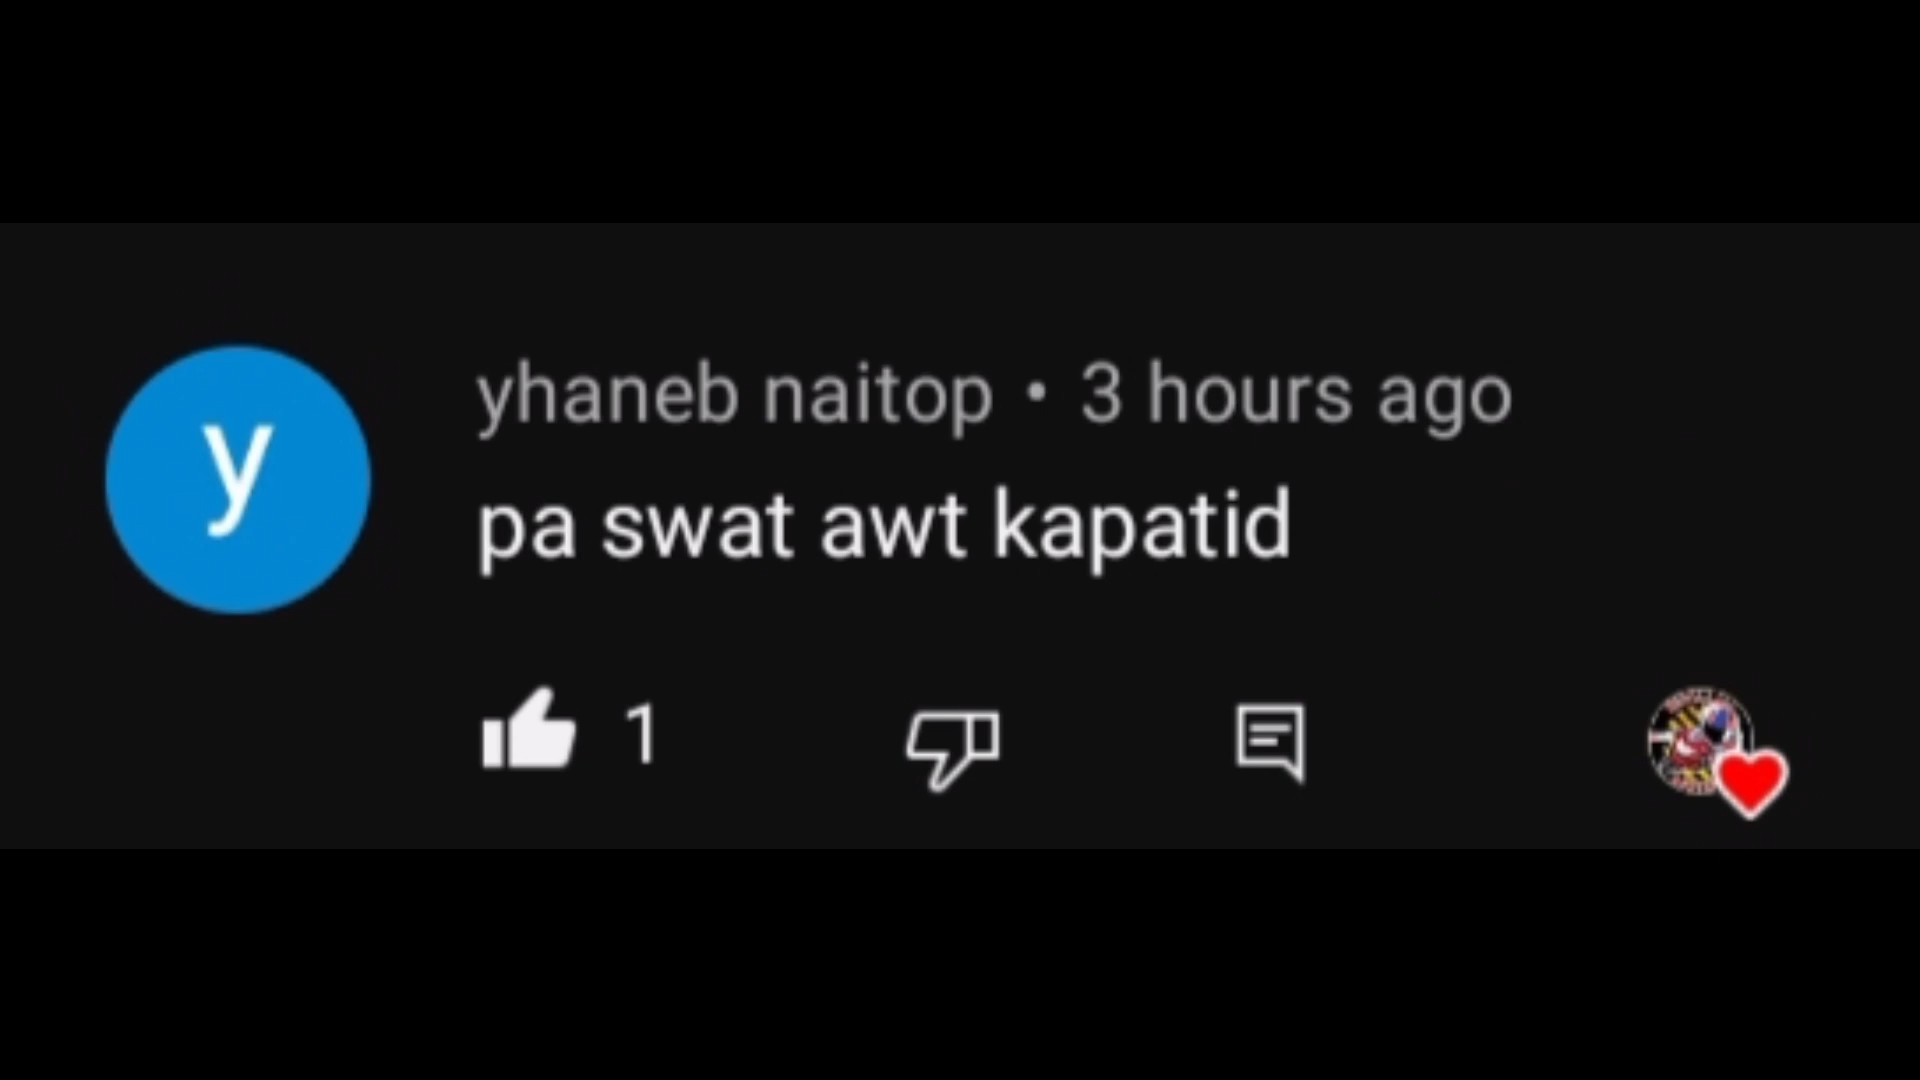 y
yhaneb naitop • 3 hours ago
pa swat awt kapatid
1